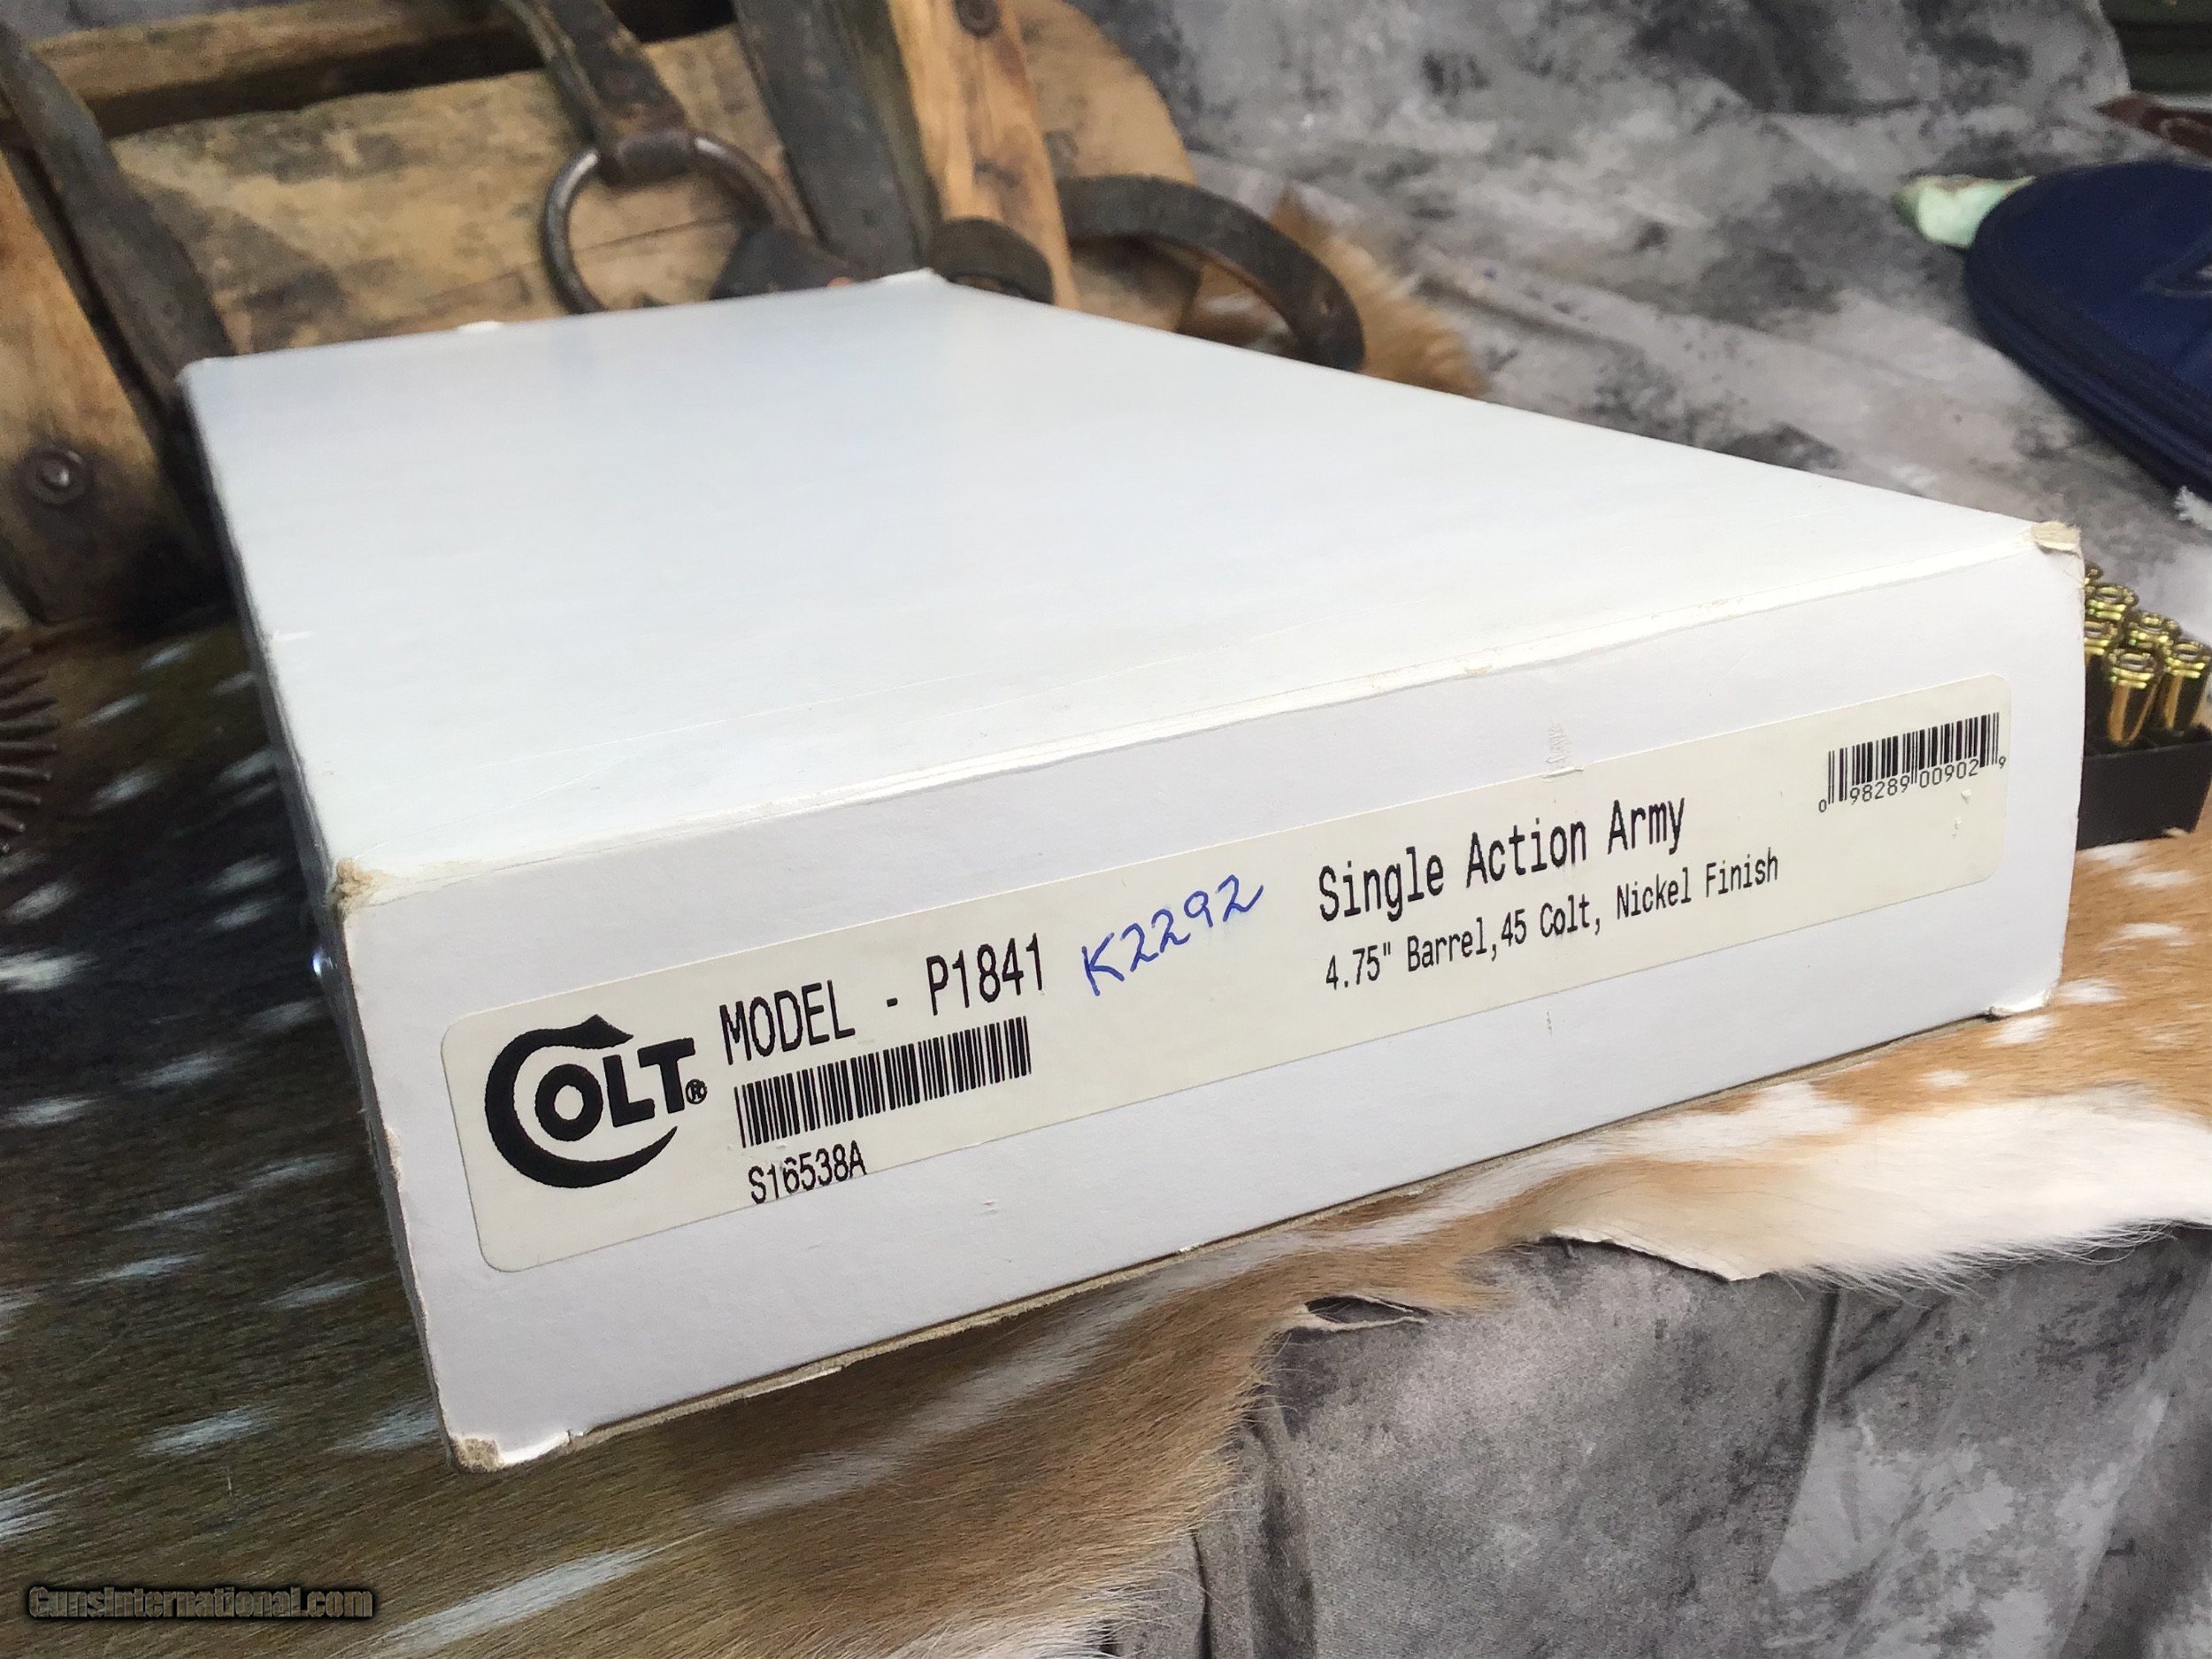 COLT®
MODEL - P1841
K2292
S16538A
Single Action Army
4.75" Barrel, 45 Colt, Nickel Finish
0 98289 00902 9
GunsInternational.com